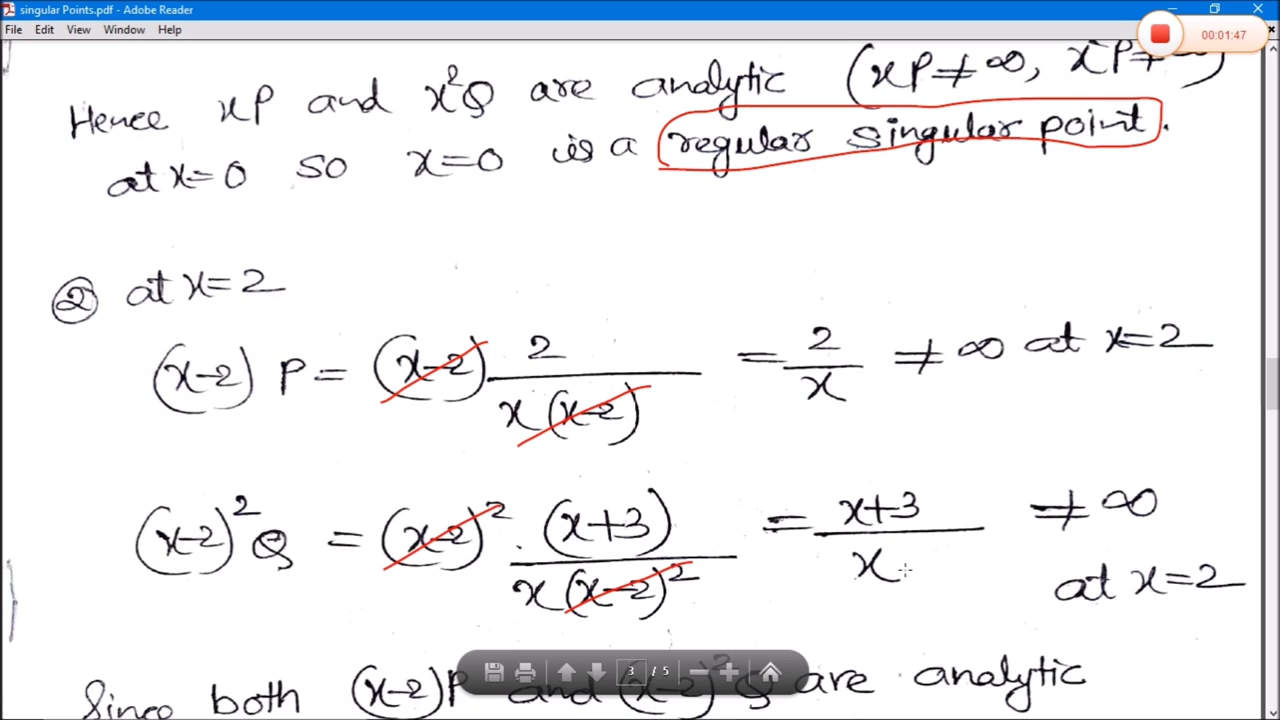 singular Points.pdf - Adobe Reader
File Edit View Window Help
00:01:47
Hence xP and x²Q are analytic (xP≠∞,
at x=0 so x=0 is a regular singular point.
② at x=2
(x-2) P = (x-2) 2/x(x-2) = 2/x ≠ ∞ at x=2
(x-2)² Q = (x-2)² . (x+3)/x(x-2)² = x+3/x ≠ ∞
at x=2
3 / 5
Since both (x-2)P and (x-2)² Q are analytic